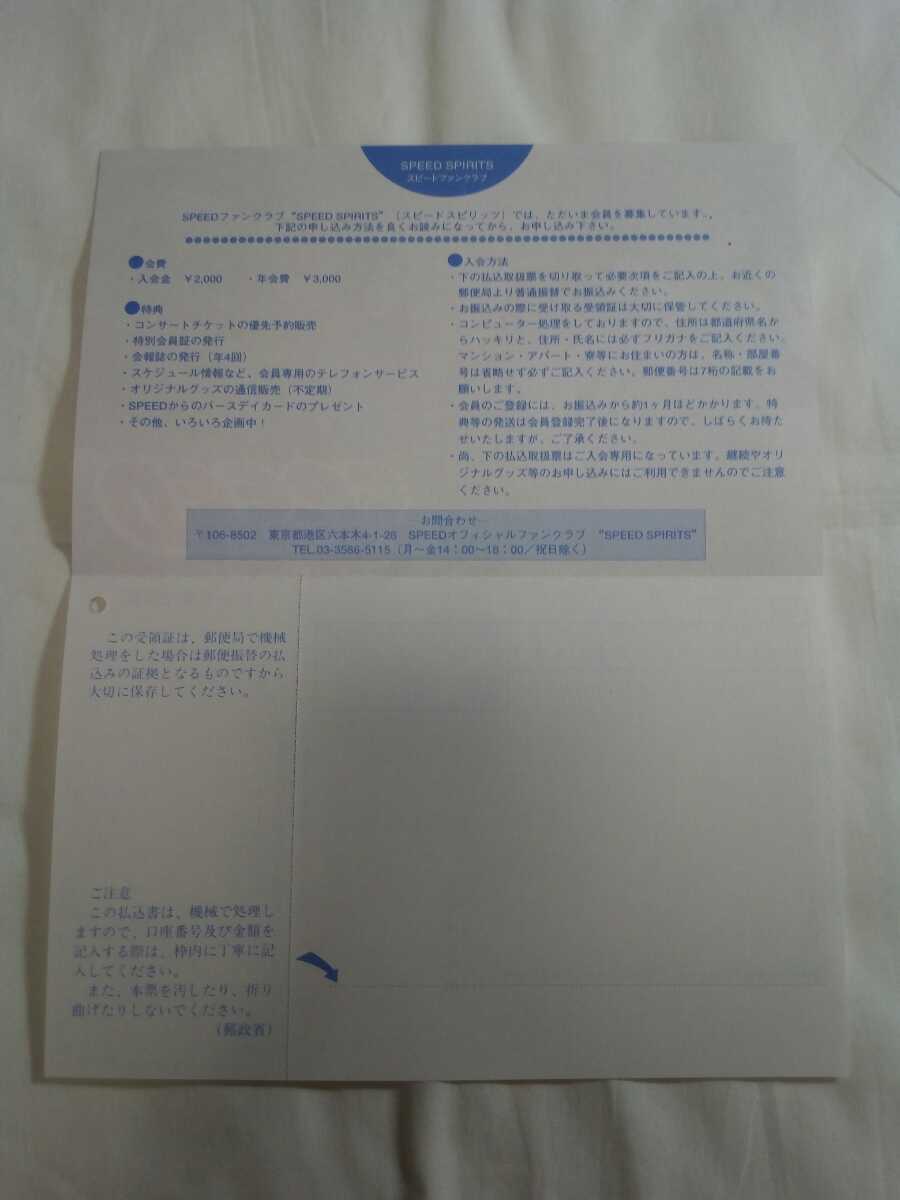 SPEED SPIRITS
スピードファンクラブ
SPEEDファンクラブ "SPEED SPIRITS" [スピードスピリッツ] では、ただいま会員を募集しています。
下記の申し込み方法を良くお読みになってから、お申し込み下さい。
●会費
・入会金 ¥2,000 ・年会費 ¥3,000
●特典
・コンサートチケットの優先予約販売
・特別会員証の発行
・会報誌の発行（年4回）
・スケジュール情報など、会員専用のテレフォンサービス
・オリジナルグッズの通信販売（不定期）
・SPEEDからのバースデイカードのプレゼント
・その他、いろいろ企画中！
●入会方法
・下の払込取扱票を切り取って必要次項をご記入の上、お近くの
郵便局より普通振替でお振込みください。
・お振込みの際に受け取る受領証は大切に保管してください。
・コンピューター処理をしておりますので、住所は都道府県名か
らハッキリと、住所・氏名には必ずフリガナをご記入ください。
マンション・アパート・寮等にお住まいの方は、名称・部屋番
号は省略せず必ずご記入ください。郵便番号は7桁の記載をお
願いします。
・会員のご登録には、お振込みから約1ヶ月ほどかかります。特
典等の発送は会員登録完了後になりますので、しばらくお待た
せいたしますが、ご了承ください。
・尚、下の払込取扱票はご入会専用になっています。継続やオリ
ジナルグッズ等のお申し込みにはご利用できませんのでご注意
ください。
―お問合わせ―
〒106-8502 東京都港区六本木4-1-26 SPEEDオフィシャルファンクラブ "SPEED SPIRITS"
TEL.03-3586-5115（月〜金14：00〜18：00／祝日除く）
この受領証は、郵便局で機械
処理をした場合は郵便振替の払
込みの証拠となるものですから
大切に保存してください。
ご注意
この払込書は、機械で処理し
ますので、口座番号及び金額を
記入する際は、枠内に丁寧に記
入してください。
また、本票を汚したり、折り
曲げたりしないでください。
（郵政省）